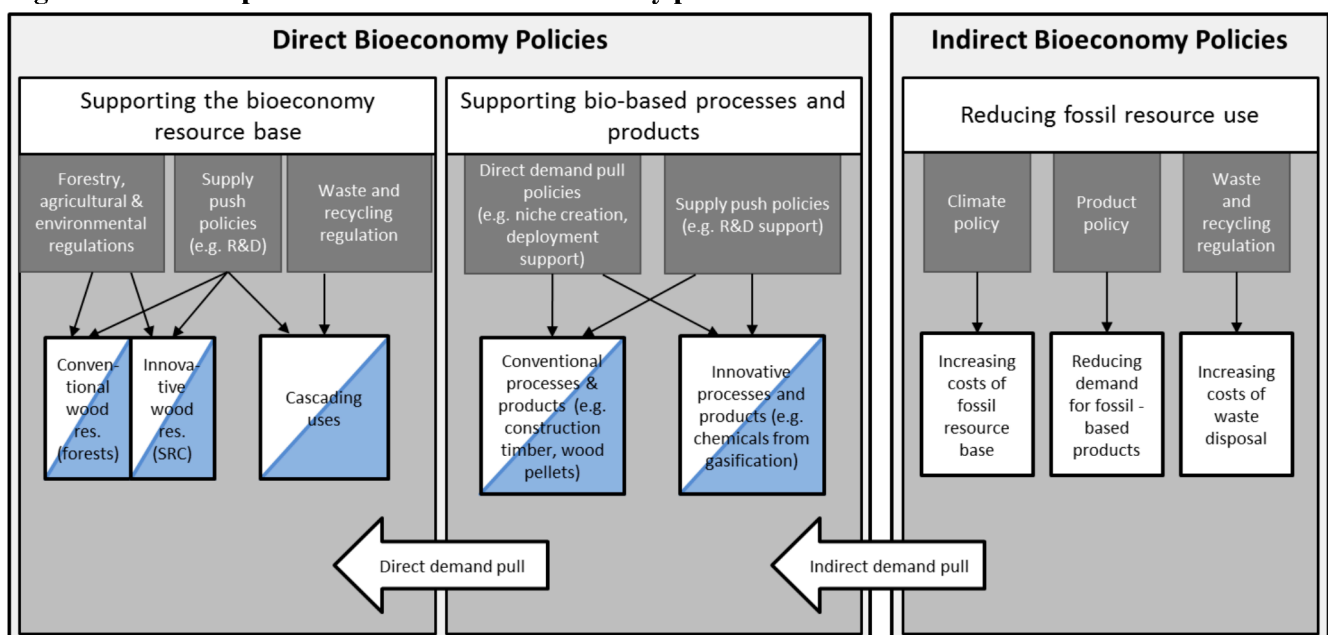 Direct Bioeconomy Policies
Supporting the bioeconomy
resource base
Forestry,
agricultural &
environmental
regulations
Supply
push
policies
(e.g. R&D)
Waste and
recycling
regulation
Conven-
tional
wood
res.
(forests)
Innova-
tive
wood
res.
(SRC)
Cascading
uses
Supporting bio-based processes and
products
Direct demand pull
policies
(e.g. niche creation,
deployment
support)
Supply push policies
(e.g. R&D support)
Conventional
processes &
products (e.g.
construction
timber, wood
pellets)
Innovative
processes and
products (e.g.
chemicals from
gasification)
Direct demand pull
Indirect Bioeconomy Policies
Reducing fossil resource use
Climate
policy
Product
policy
Waste
and
recycling
regulation
Increasing
costs of
fossil
resource
base
Reducing
demand
for fossil -
based
products
Increasing
costs of
waste
disposal
Indirect demand pull